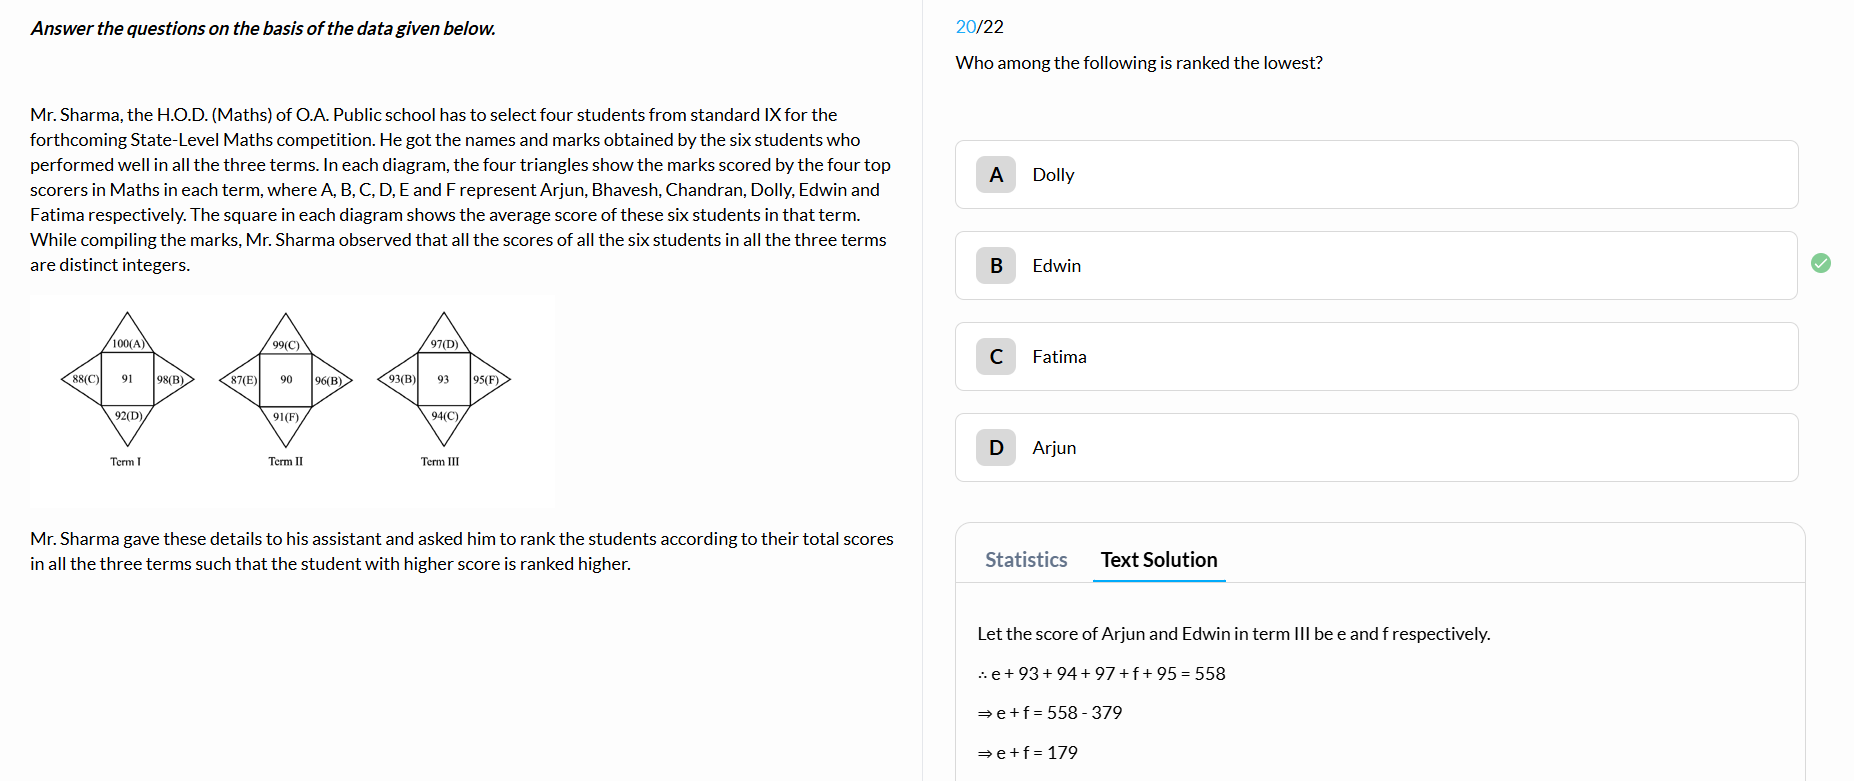 Answer the questions on the basis of the data given below.
Mr. Sharma, the H.O.D. (Maths) of O.A. Public school has to select four students from standard IX for the
forthcoming State-Level Maths competition. He got the names and marks obtained by the six students who
performed well in all the three terms. In each diagram, the four triangles show the marks scored by the four top
scorers in Maths in each term, where A, B, C, D, E and F represent Arjun, Bhavesh, Chandran, Dolly, Edwin and
Fatima respectively. The square in each diagram shows the average score of these six students in that term.
While compiling the marks, Mr. Sharma observed that all the scores of all the six students in all the three terms
are distinct integers.
100(A)
88(C) 91 98(B)
92(D)
Term I
99(C)
87(E) 90 96(B)
91(F)
Term II
97(D)
93(B) 93 95(F)
94(C)
Term III
Mr. Sharma gave these details to his assistant and asked him to rank the students according to their total scores
in all the three terms such that the student with higher score is ranked higher.
20/22
Who among the following is ranked the lowest?
A Dolly
B Edwin
C Fatima
D Arjun
Statistics Text Solution
Let the score of Arjun and Edwin in term III be e and f respectively.
∴ e + 93 + 94 + 97 + f + 95 = 558
⇒ e + f = 558 - 379
⇒ e + f = 179